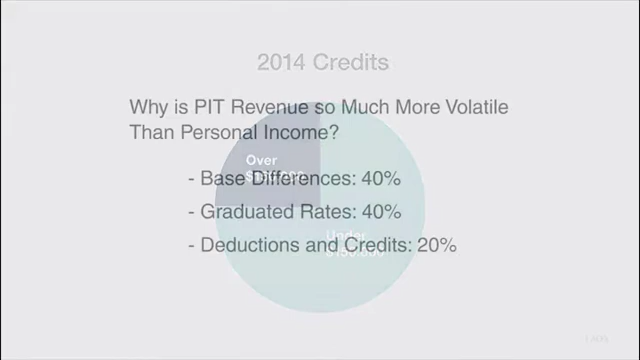 2014 Credits
Why is PIT Revenue so Much More Volatile
Than Personal Income?
Over
- Base Differences: 40%
- Graduated Rates: 40%
Under
- Deductions and Credits: 20%